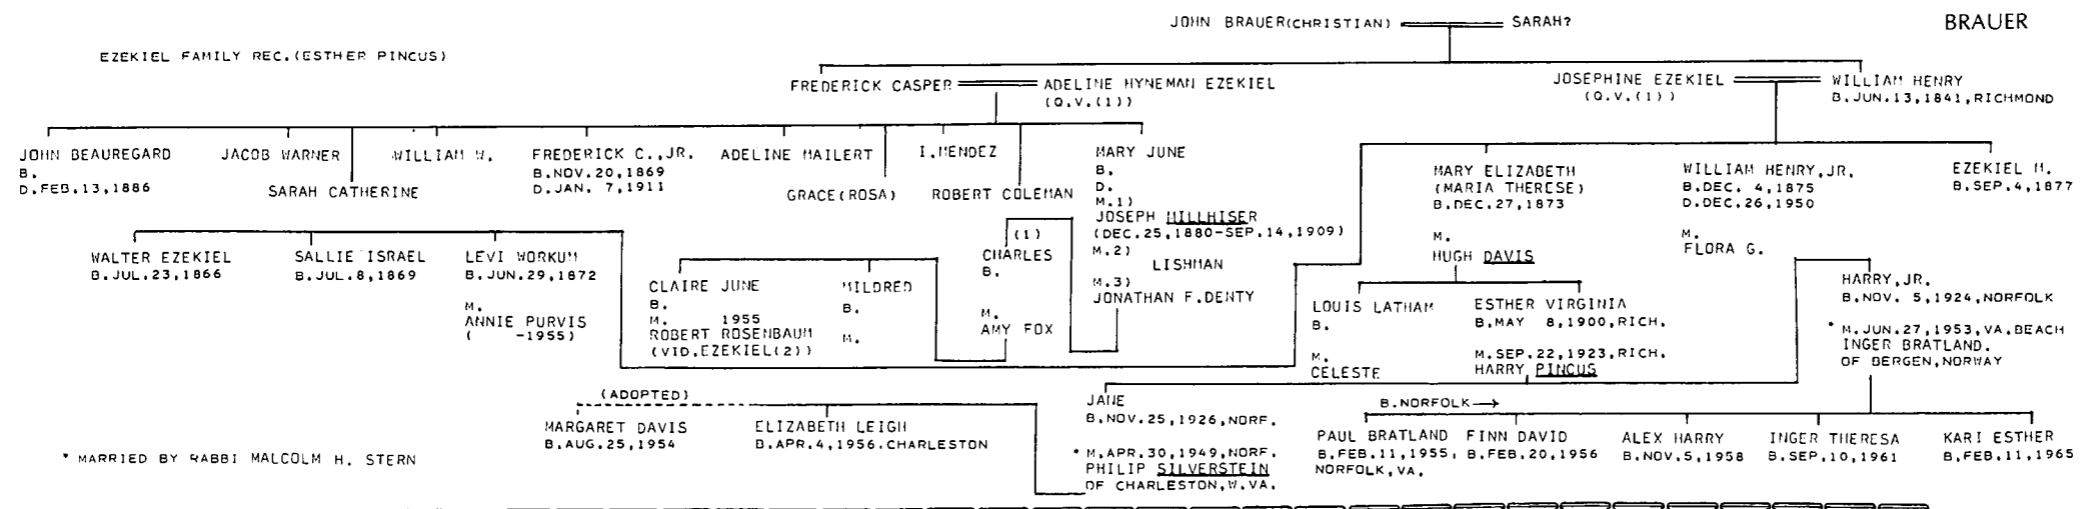 JOHN BRAUER(CHRISTIAN) SARAH?
BRAUER
EZEKIEL FAMILY REC.(ESTHER PINCUS)
FREDERICK CASPER
ADELINE HYNEMAN EZEKIEL
(Q.V.(1))
JOSEPHINE EZEKIEL
(Q.V.(1))
WILLIAM HENRY
B.JUN.13,1841,RICHMOND
JOHN BEAUREGARD
B.
D.FEB.13,1886
JACOB WARNER
SARAH CATHERINE
WILLIAM W.
FREDERICK C.,JR.
B.NOV.20,1869
D.JAN. 7,1911
ADELINE MAILERT
GRACE(ROSA)
I.MENDEZ
ROBERT COLEMAN
MARY JUNE
B.
D.
M.1)
JOSEPH MILLHISER
(DEC.25,1880-SEP.14,1909)
M.2)
LISHMAN
M.3)
JONATHAN F.DENTY
MARY ELIZABETH
(MARIA THERESE)
B.DEC.27,1873
M.
HUGH DAVIS
WILLIAM HENRY,JR.
B.DEC. 4,1875
D.DEC.26,1950
M.
FLORA G.
EZEKIEL M.
B.SEP.4,1877
WALTER EZEKIEL
B.JUL.23,1866
SALLIE ISRAEL
B.JUL.8,1869
LEVI WORKUM
B.JUN.29,1872
M.
ANNIE PURVIS
( -1955)
CLAIRE JUNE
B.
M. 1955
ROBERT ROSENBAUM
(VID.EZEKIEL(2))
MILDRED
B.
M.
(1)
CHARLES
B.
M.
AMY FOX
LOUIS LATHAM
B.
M.
CELESTE
ESTHER VIRGINIA
B.MAY 8,1900,RICH.
M.SEP.22,1923,RICH.
HARRY PINCUS
HARRY,JR.
B.NOV. 5,1924,NORFOLK
* M.JUN.27,1953,VA.BEACH
INGER BRATLAND.
OF BERGEN,NORWAY
(ADOPTED)
MARGARET DAVIS
B.AUG.25,1954
ELIZABETH LEIGH
B.APR.4,1956.CHARLESTON
JANE
B.NOV.25,1926,NORF.
* M.APR.30,1949,NORF.
PHILIP SILVERSTEIN
OF CHARLESTON,W.VA.
B.NORFOLK→
PAUL BRATLAND
B.FEB.11,1955,
NORFOLK,VA.
FINN DAVID
B.FEB.20,1956
ALEX HARRY
B.NOV.5,1958
INGER THERESA
B.SEP.10,1961
KARI ESTHER
B.FEB.11,1965
* MARRIED BY RABBI MALCOLM H. STERN